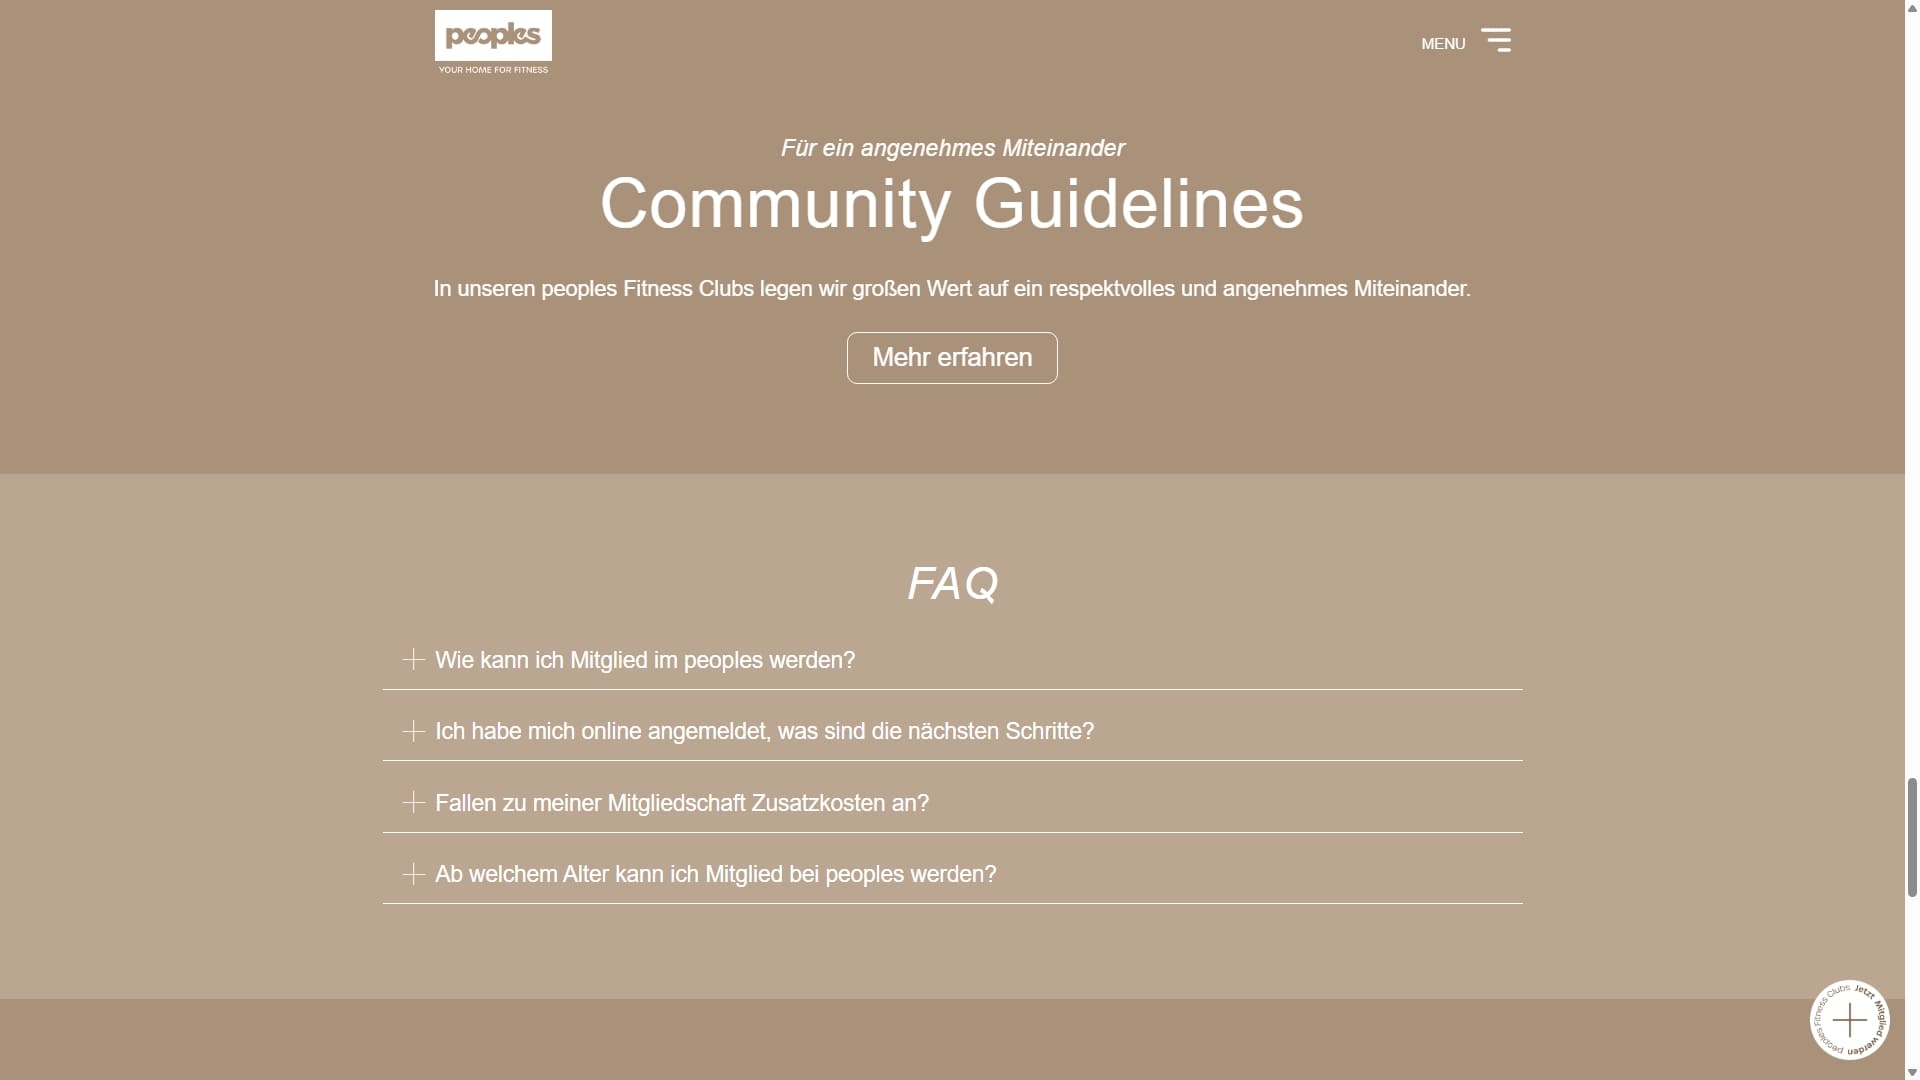 peoples
YOUR HOME FOR FITNESS
MENU
Für ein angenehmes Miteinander
Community Guidelines
In unseren peoples Fitness Clubs legen wir großen Wert auf ein respektvolles und angenehmes Miteinander.
Mehr erfahren
FAQ
Wie kann ich Mitglied im peoples werden?
Ich habe mich online angemeldet, was sind die nächsten Schritte?
Fallen zu meiner Mitgliedschaft Zusatzkosten an?
Ab welchem Alter kann ich Mitglied bei peoples werden?
Jetzt Mitglied werden peoples Fitness Clubs